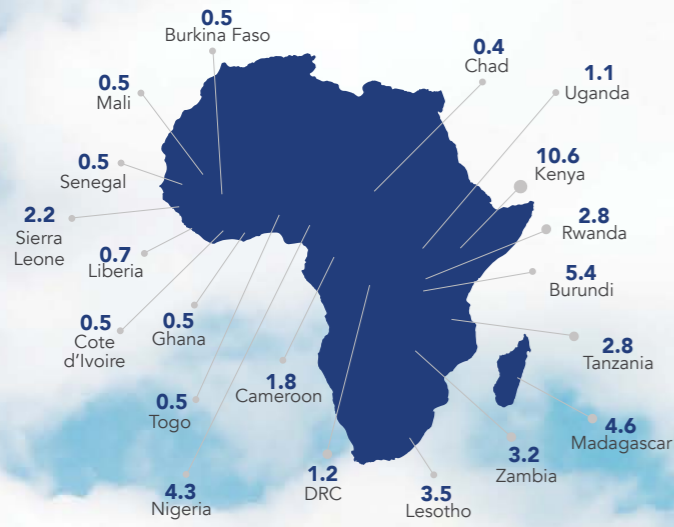 0.5
Burkina Faso
0.4
Chad
0.5
Mali
1.1
Uganda
10.6
Kenya
0.5
Senegal
2.2
Sierra
Leone
2.8
Rwanda
0.7
Liberia
5.4
Burundi
0.5
Cote
d’Ivoire
0.5
Ghana
2.8
Tanzania
1.8
Cameroon
0.5
Togo
4.6
Madagascar
3.2
Zambia
4.3
Nigeria
1.2
DRC
3.5
Lesotho